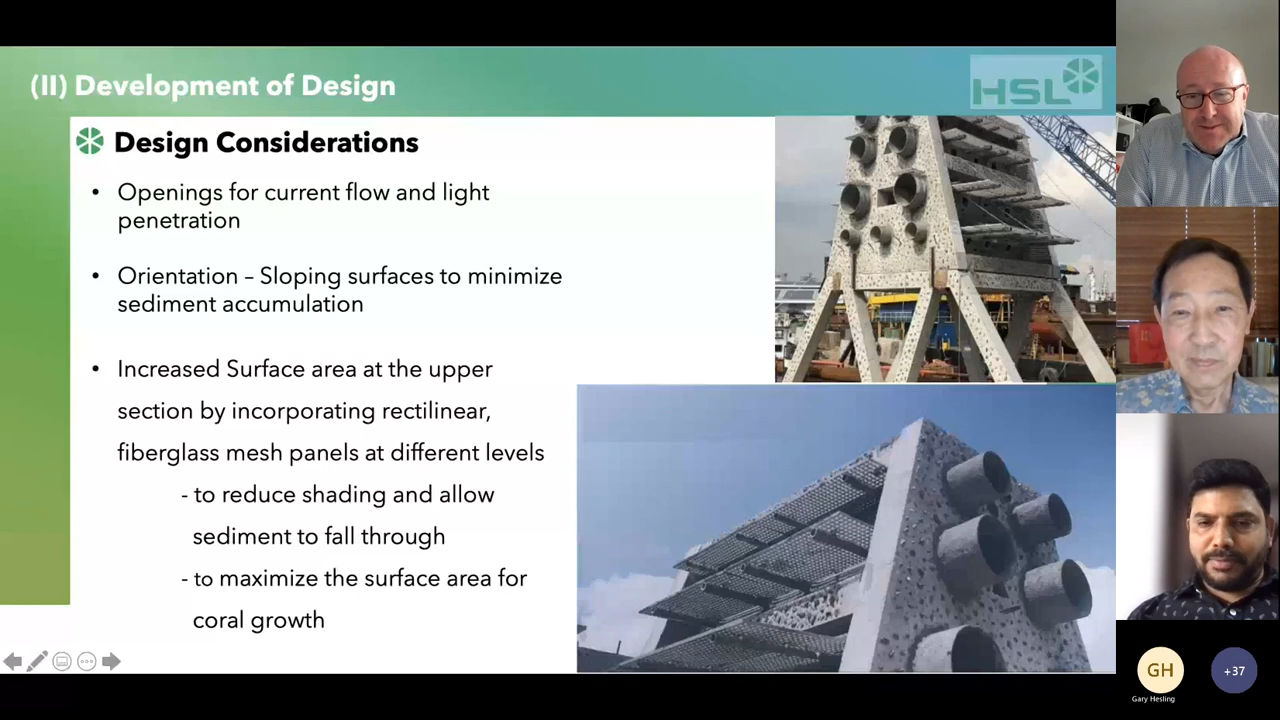 (II) Development of Design
HSL
Design Considerations
• Openings for current flow and light
penetration
• Orientation – Sloping surfaces to minimize
sediment accumulation
• Increased Surface area at the upper
section by incorporating rectilinear,
fiberglass mesh panels at different levels
- to reduce shading and allow
sediment to fall through
- to maximize the surface area for
coral growth
GH
Gary Hesling
+37